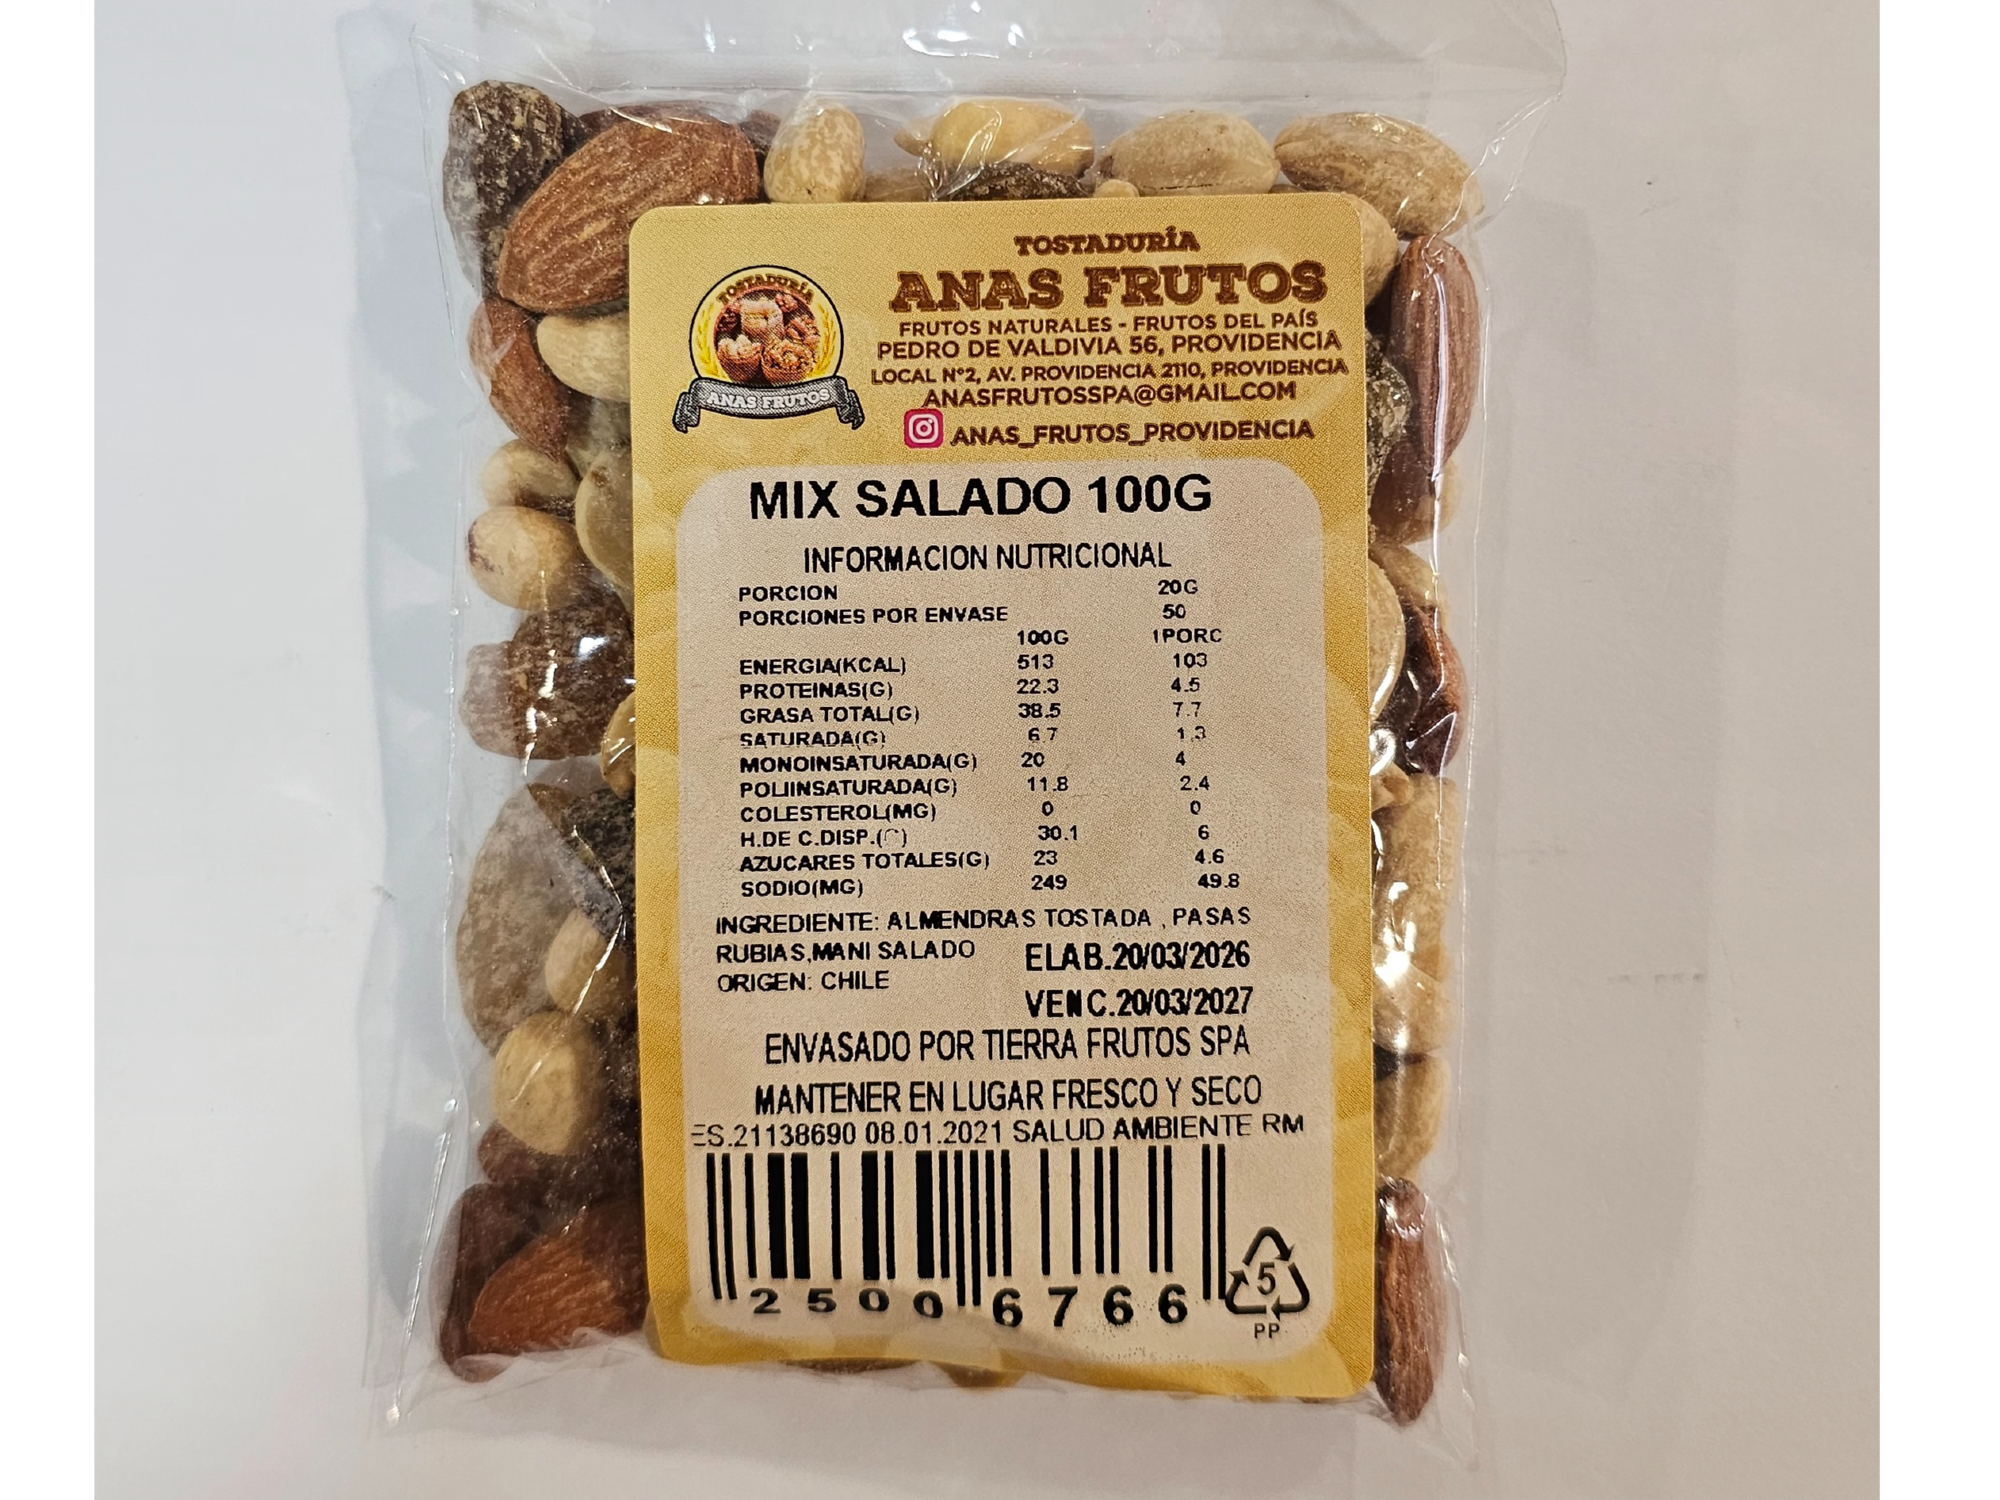 TOSTADURÍA
ANAS FRUTOS
FRUTOS NATURALES - FRUTOS DEL PAÍS
PEDRO DE VALDIVIA 56, PROVIDENCIA
LOCAL N°2, AV. PROVIDENCIA 2110, PROVIDENCIA
ANASFRUTOSSPA@GMAIL.COM
ANAS_FRUTOS_PROVIDENCIA
TOSTADURÍA
ANAS FRUTOS
MIX SALADO 100G
INFORMACION NUTRICIONAL
PORCION 20G
PORCIONES POR ENVASE 50
100G 1PORC
ENERGIA(KCAL) 513 103
PROTEINAS(G) 22.3 4.5
GRASA TOTAL(G) 38.5 7.7
SATURADA(G) 6.7 1.3
MONOINSATURADA(G) 20 4
POLIINSATURADA(G) 11.8 2.4
COLESTEROL(MG) 0 0
H.DE C.DISP.(G) 30.1 6
AZUCARES TOTALES(G) 23 4.6
SODIO(MG) 249 49.8
INGREDIENTE: ALMENDRAS TOSTADA , PASAS
RUBIAS,MANI SALADO
ORIGEN: CHILE
ELAB.20/03/2026
VENC.20/03/2027
ENVASADO POR TIERRA FRUTOS SPA
MANTENER EN LUGAR FRESCO Y SECO
ES.21138690 08.01.2021 SALUD AMBIENTE RM
2500 6766
5
PP